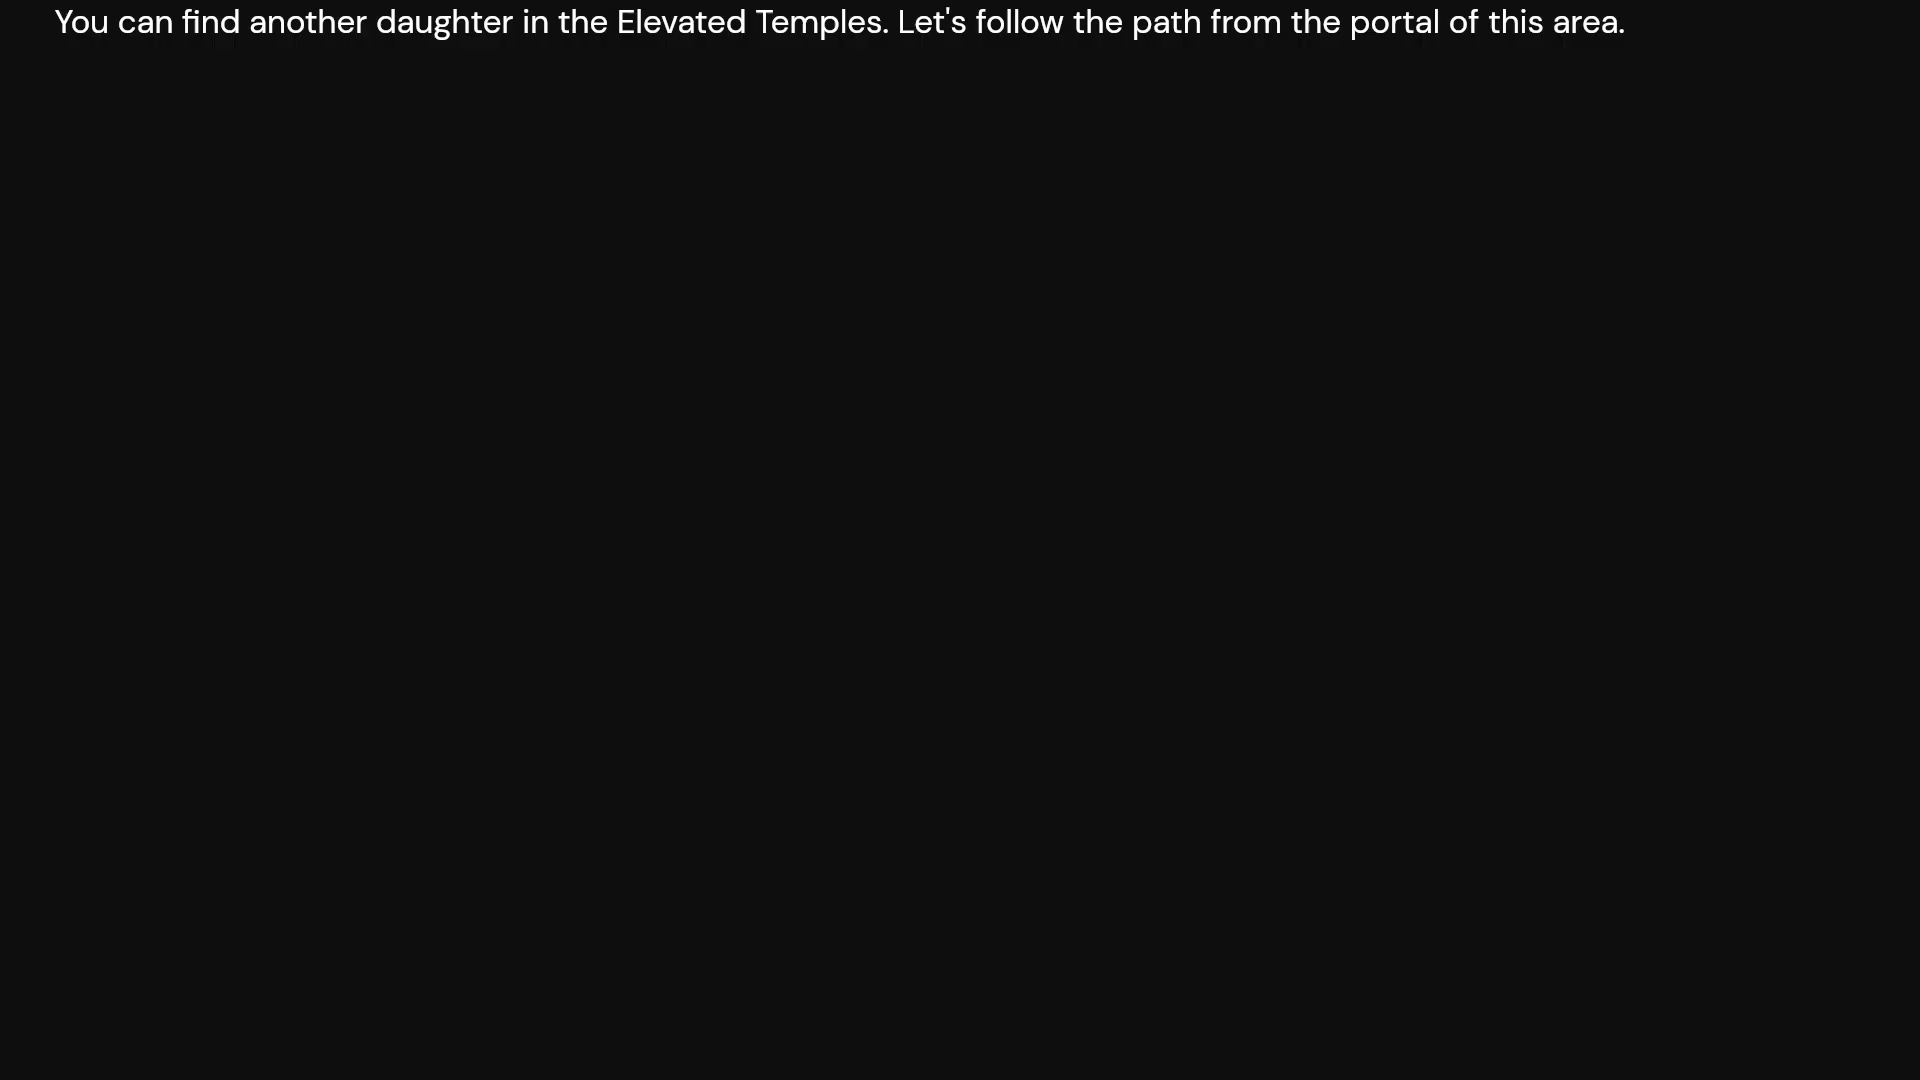 You can find another daughter in the Elevated Temples. Let's follow the path from the portal of this area.